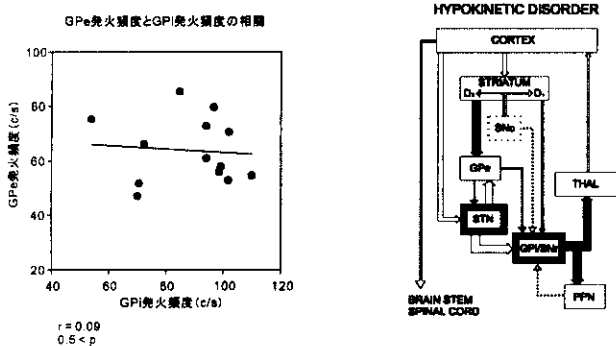 GPe発火頻度とGPi発火頻度の相関
GPe発火頻度(c/s)
100
80
60
40
20
40
60
80
100
120
GPi発火頻度(c/s)
r = 0.09
0.5 < p
HYPOKINETIC DISORDER
CORTEX
STRIATUM
SNc
GPe
STN
GPi/SNr
THAL
PPN
BRAIN STEM
SPINAL CORD